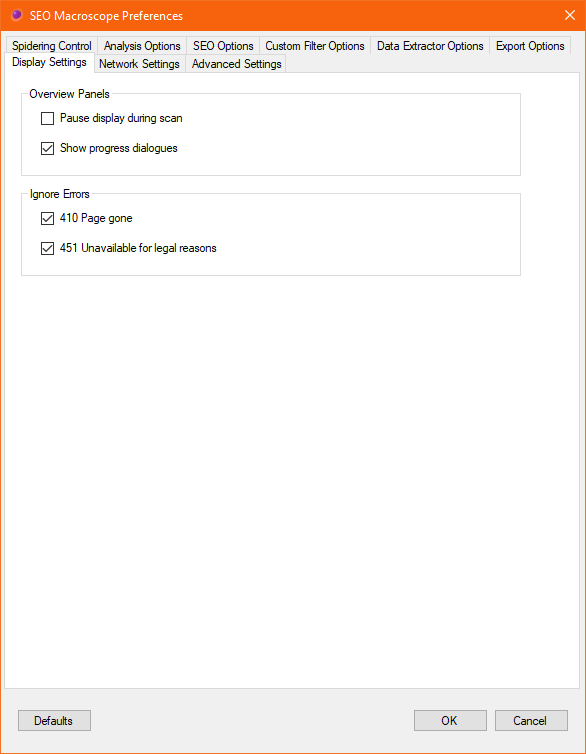 SEO Macroscope Preferences
Spidering Control Analysis Options SEO Options Custom Filter Options Data Extractor Options Export Options
Display Settings Network Settings Advanced Settings
Overview Panels
Pause display during scan
Show progress dialogues
Ignore Errors
410 Page gone
451 Unavailable for legal reasons
Defaults OK Cancel